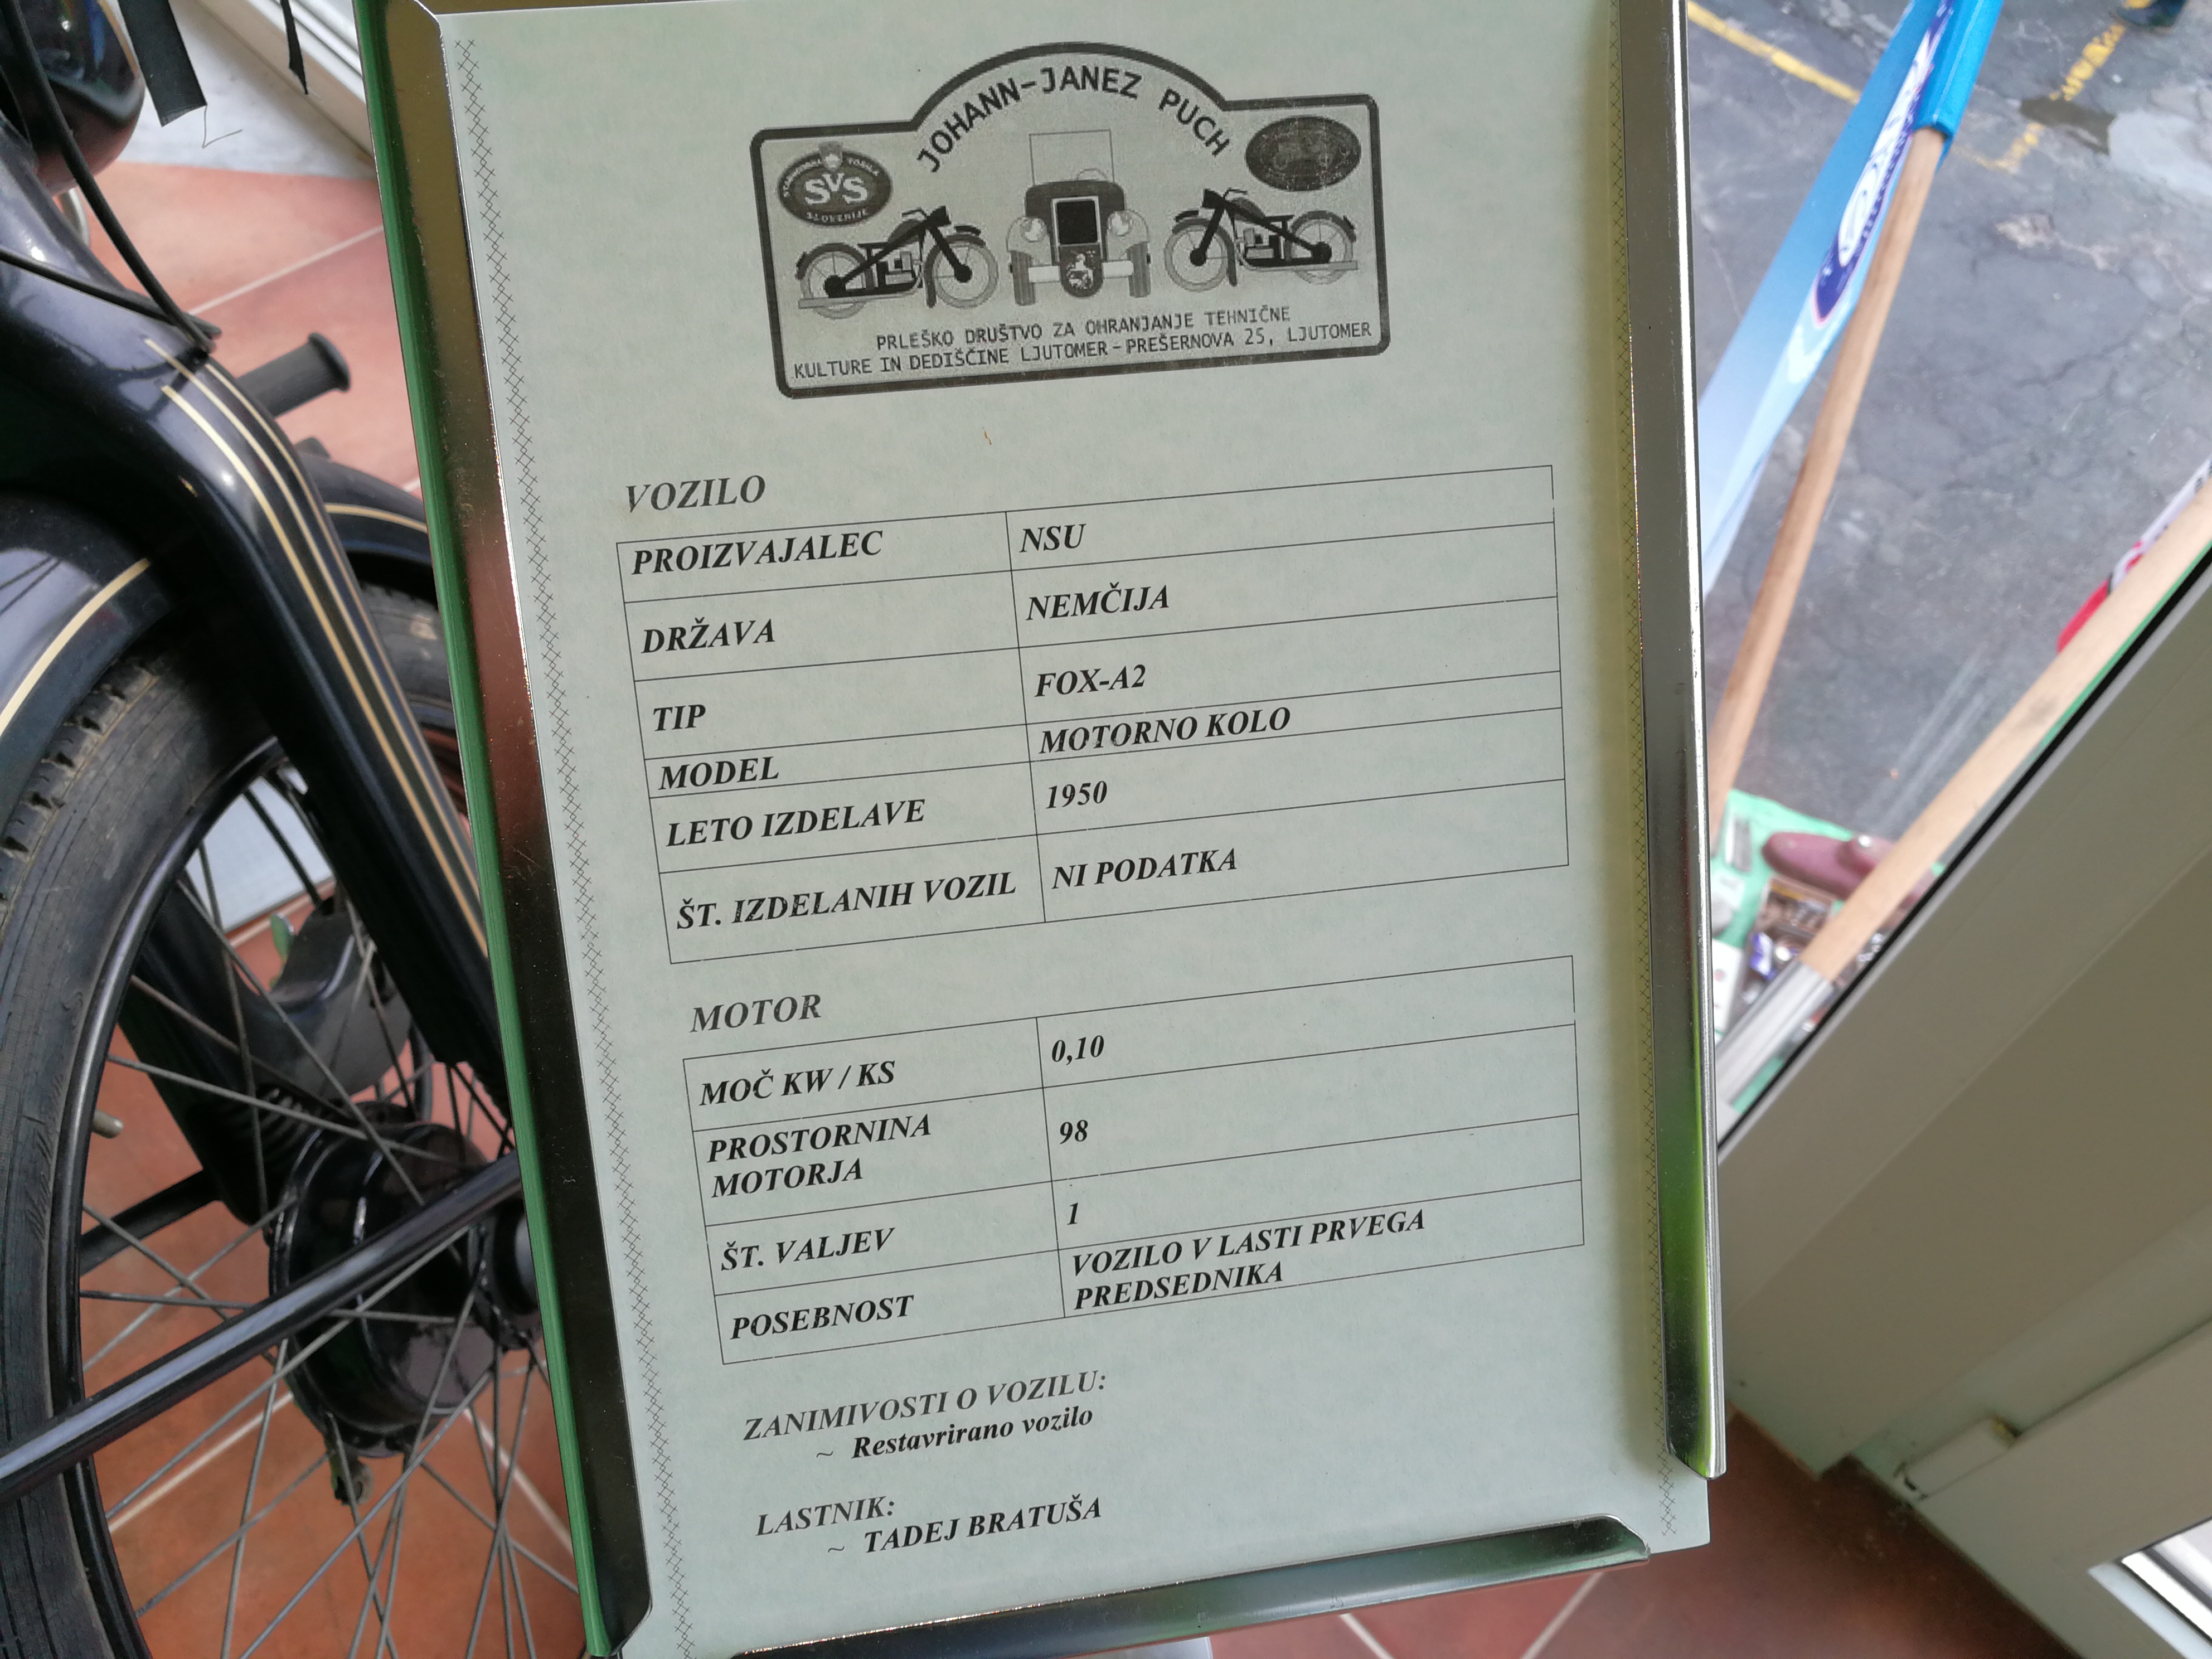 JOHANN-JANEZ PUCH
STARODOBNA VOZILA
SVS
SLOVENIJE
PRLEŠKO DRUŠTVO ZA OHRANJANJE TEHNIČNE
KULTURE IN DEDIŠČINE LJUTOMER-PREŠERNOVA 25, LJUTOMER
VOZILO
PROIZVAJALEC NSU
DRŽAVA NEMČIJA
TIP FOX-A2
MODEL MOTORNO KOLO
LETO IZDELAVE 1950
ŠT. IZDELANIH VOZIL NI PODATKA
MOTOR
MOČ KW / KS 0,10
PROSTORNINA
MOTORJA 98
ŠT. VALJEV 1
POSEBNOST VOZILO V LASTI PRVEGA
PREDSEDNIKA
ZANIMIVOSTI O VOZILU:
~ Restavrirano vozilo
LASTNIK:
~ TADEJ BRATUŠA